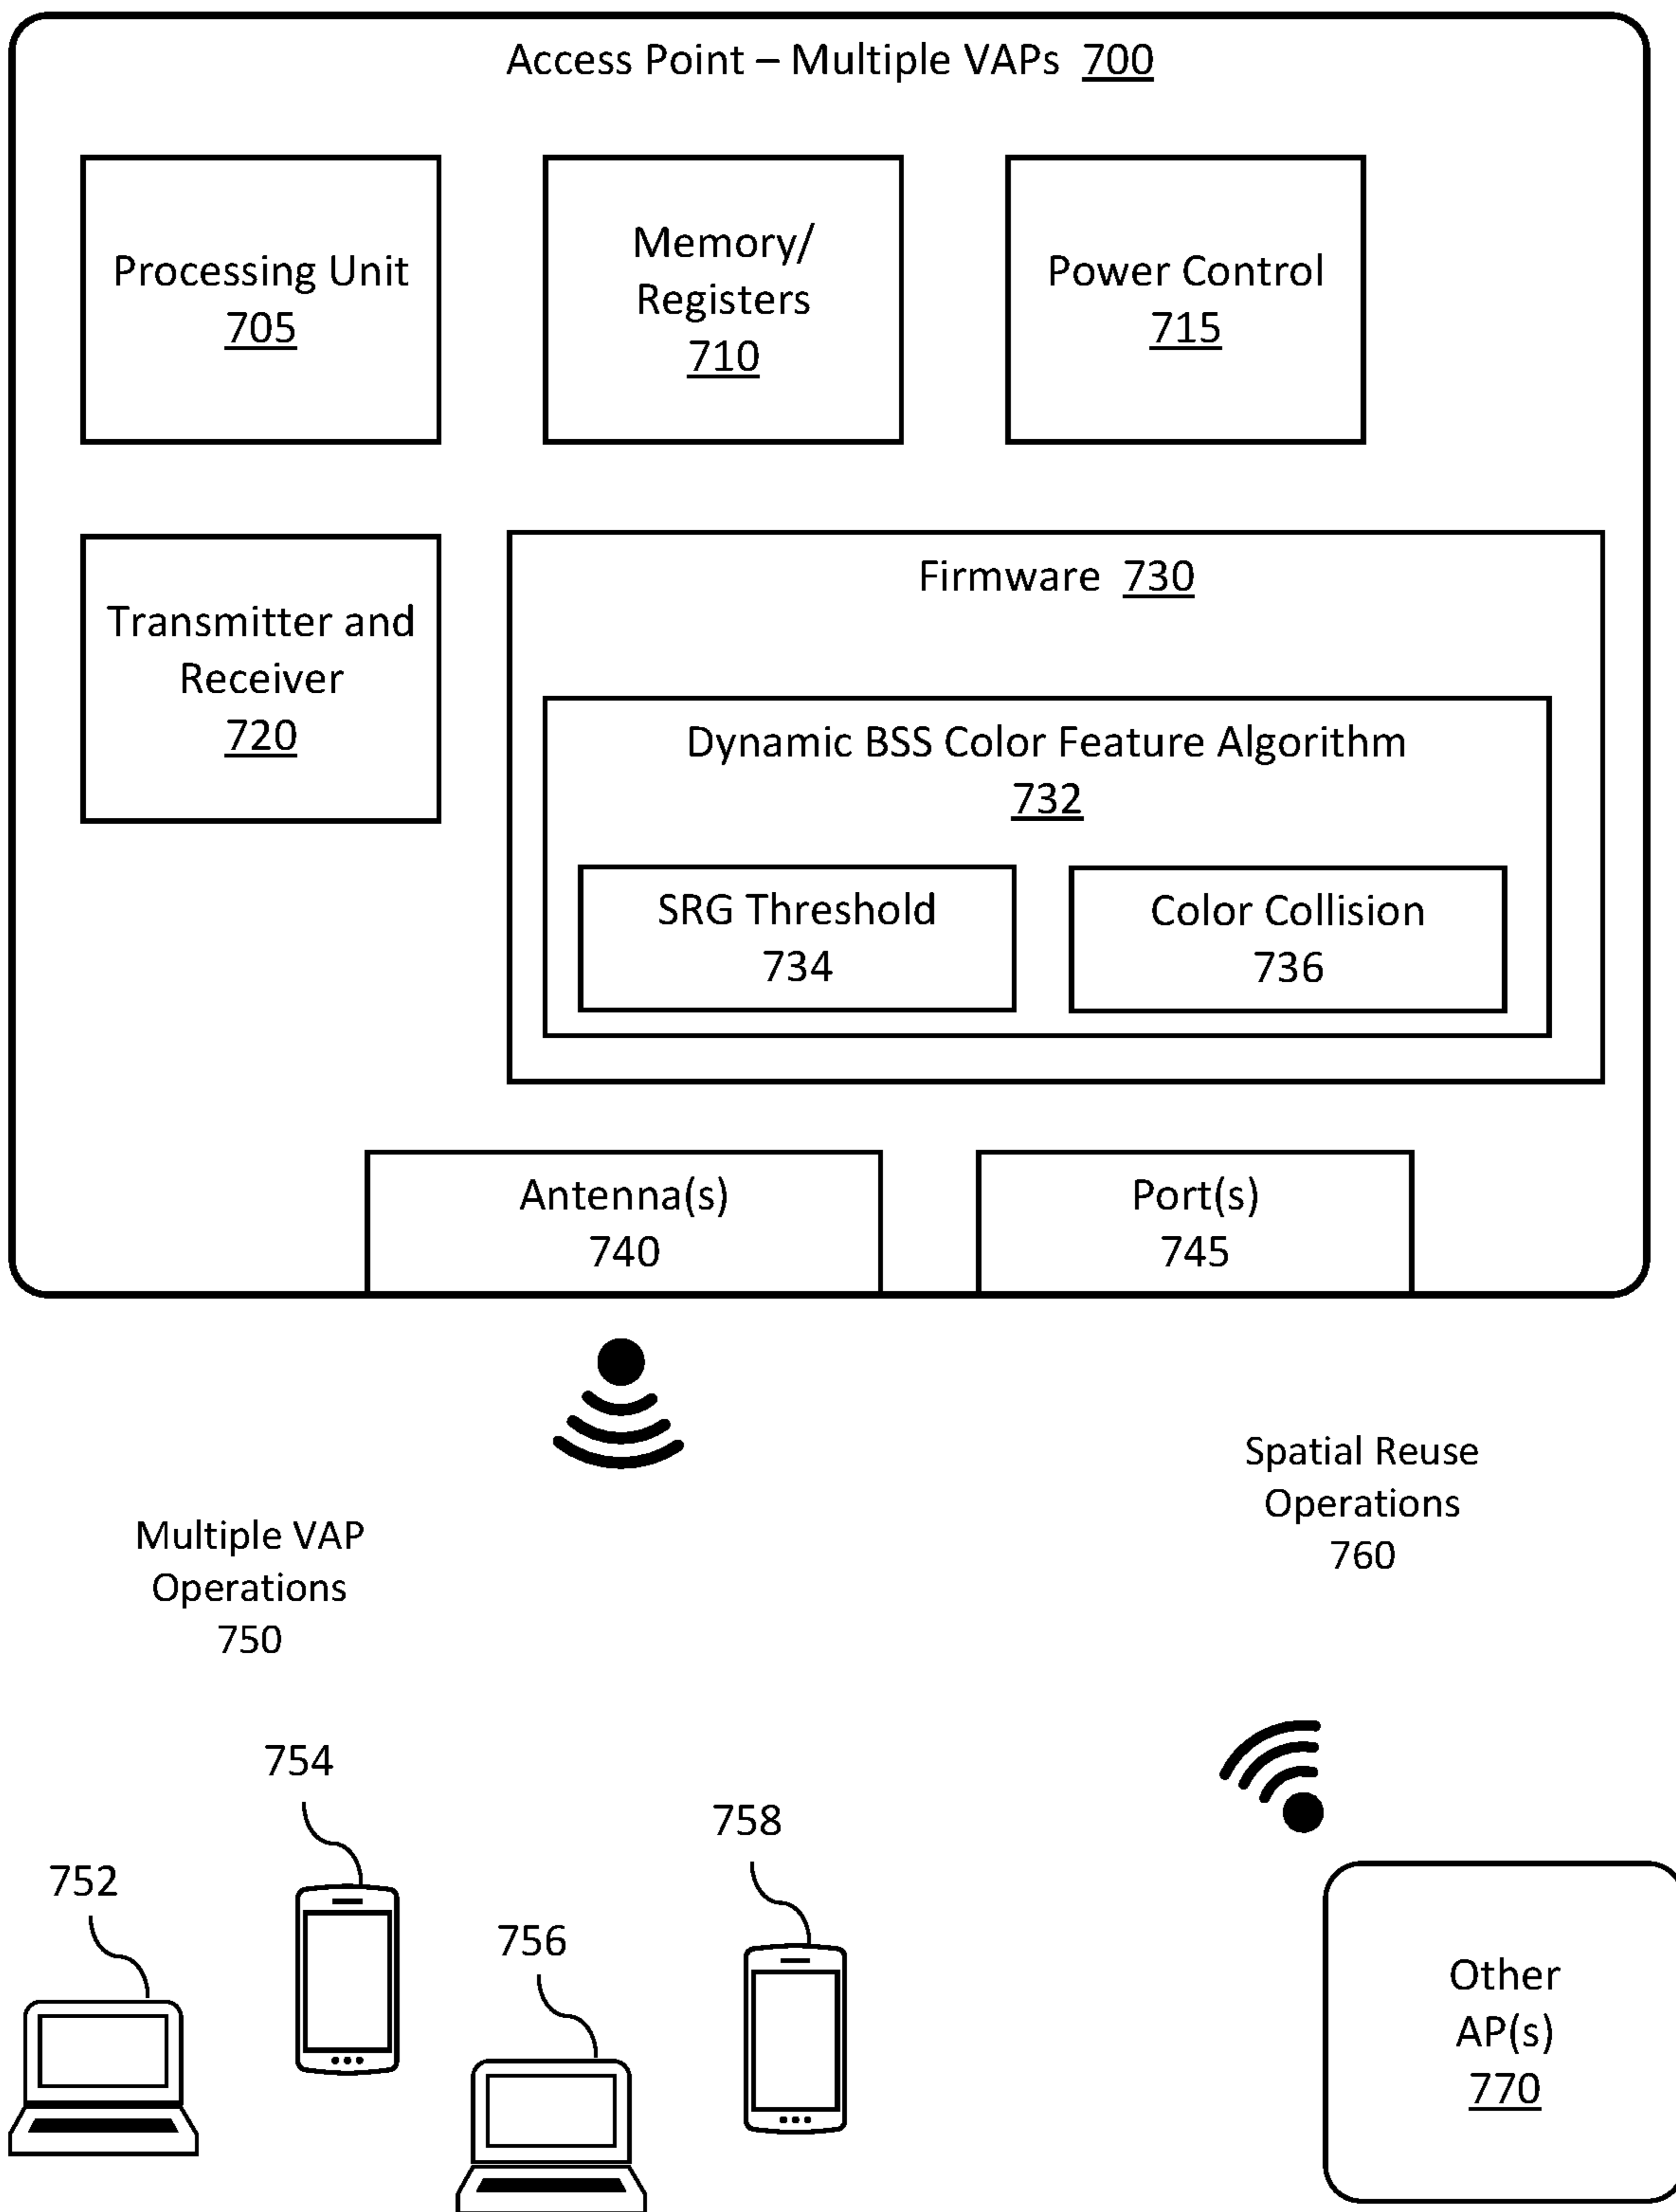 Access Point – Multiple VAPs 700
Processing Unit
705
Memory/
Registers
710
Power Control
715
Transmitter and
Receiver
720
Firmware 730
Dynamic BSS Color Feature Algorithm
732
SRG Threshold
734
Color Collision
736
Antenna(s)
740
Port(s)
745
Spatial Reuse
Operations
760
Multiple VAP
Operations
750
754
758
752
756
Other
AP(s)
770